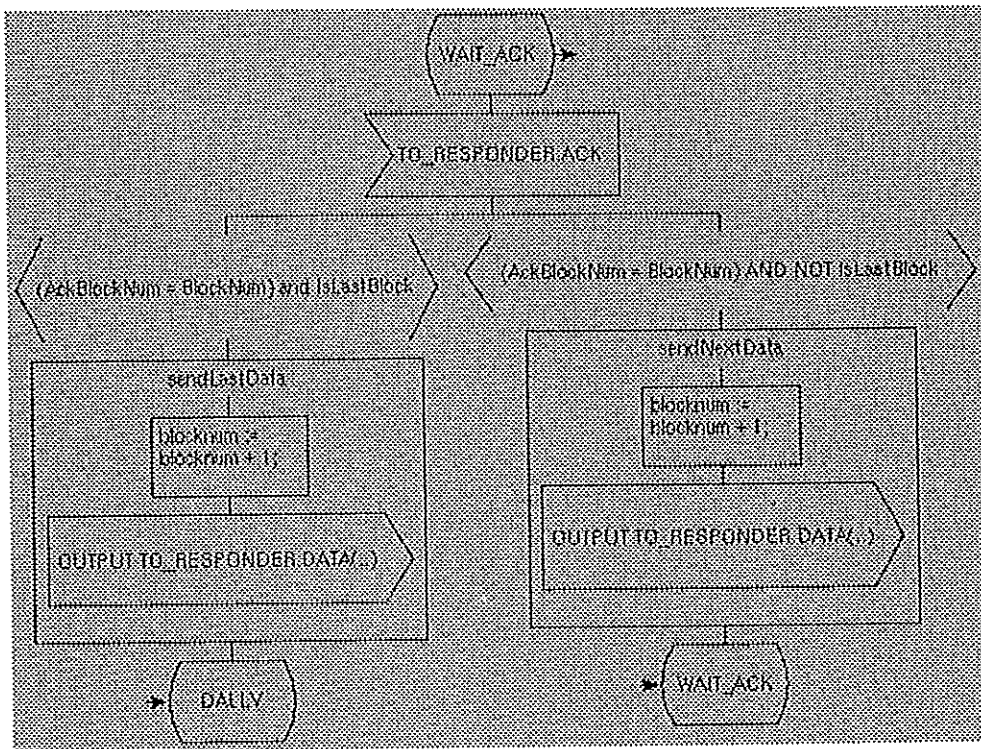 WAIT_ACK
TO_RESPONDER.ACK
(AckBlockNum = BlockNum) and IsLastBlock
(AckBlockNum = BlockNum) AND NOT IsLastBlock
sendLastData
blocknum :=
blocknum + 1;
OUTPUT TO_RESPONDER.DATA(...)
DALLY
sendNextData
blocknum :=
blocknum + 1;
OUTPUT TO_RESPONDER.DATA(...)
WAIT_ACK